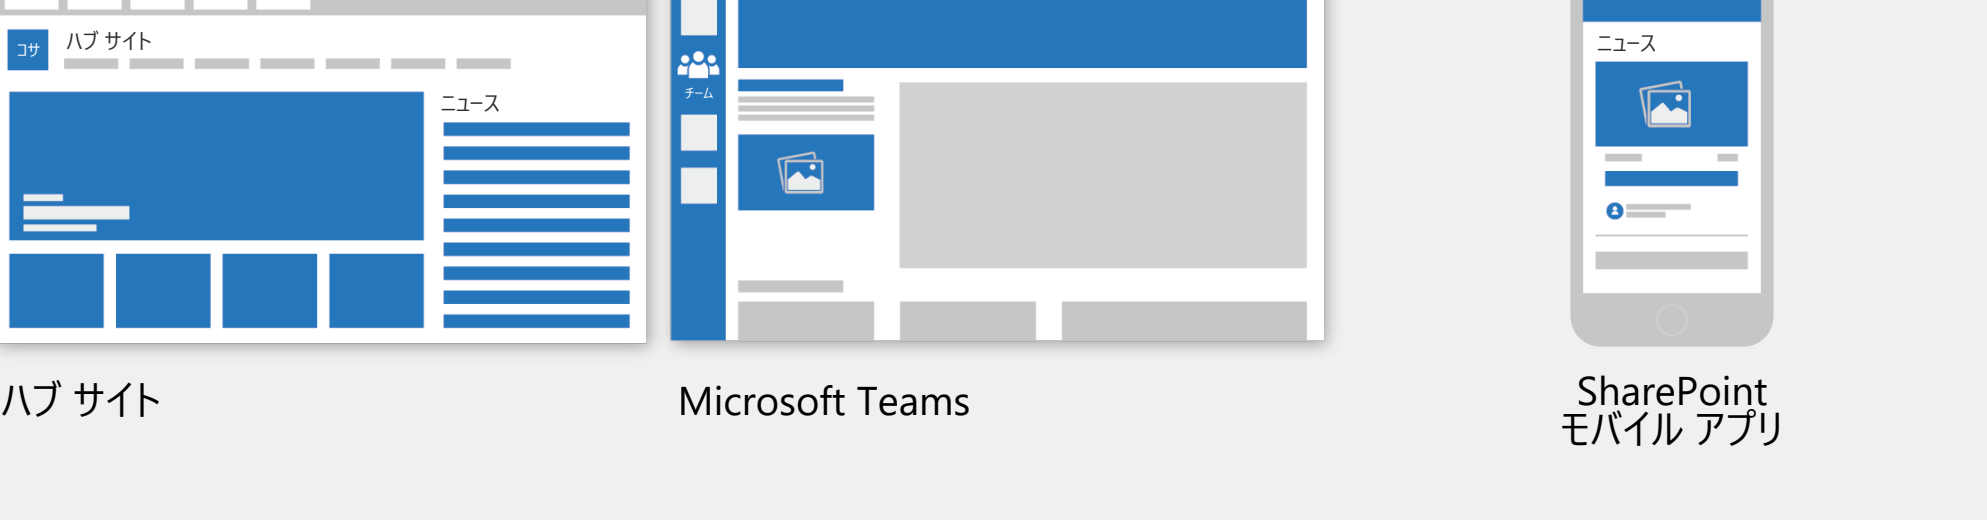 コサ
ハブ サイト
ニュース
チーム
ニュース
ハブ サイト
Microsoft Teams
SharePoint
モバイル アプリ